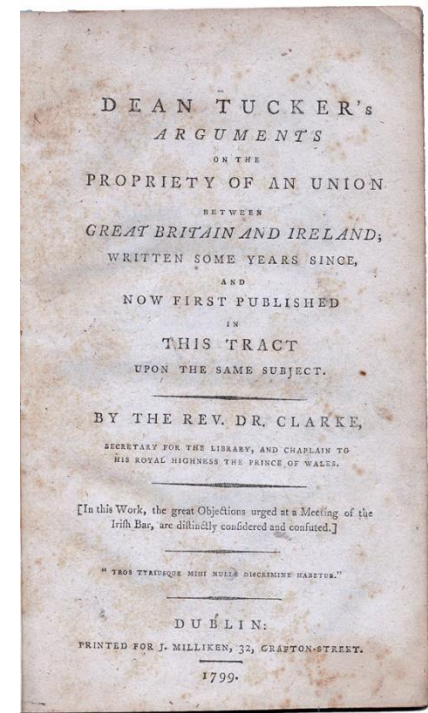 DEAN TUCKER's
ARGUMENTS
ON THE
PROPRIETY OF AN UNION
BETWEEN
GREAT BRITAIN AND IRELAND;
WRITTEN SOME YEARS SINCE,
AND
NOW FIRST PUBLISHED
IN
THIS TRACT
UPON THE SAME SUBJECT.
BY THE REV. DR. CLARKE,
SECRETARY FOR THE LIBRARY, AND CHAPLAIN TO
HIS ROYAL HIGHNESS THE PRINCE OF WALES.
[In this Work, the great Objections urged at a Meeting of the
Iriſh Bar, are diſtinctly conſidered and confuted.]
" TROS TYRIUSQUE MIHI NULLO DISCRIMINE HABETUR."
DUBLIN:
PRINTED FOR J. MILLIKEN, 32, GRAFTON-STREET.
1799.